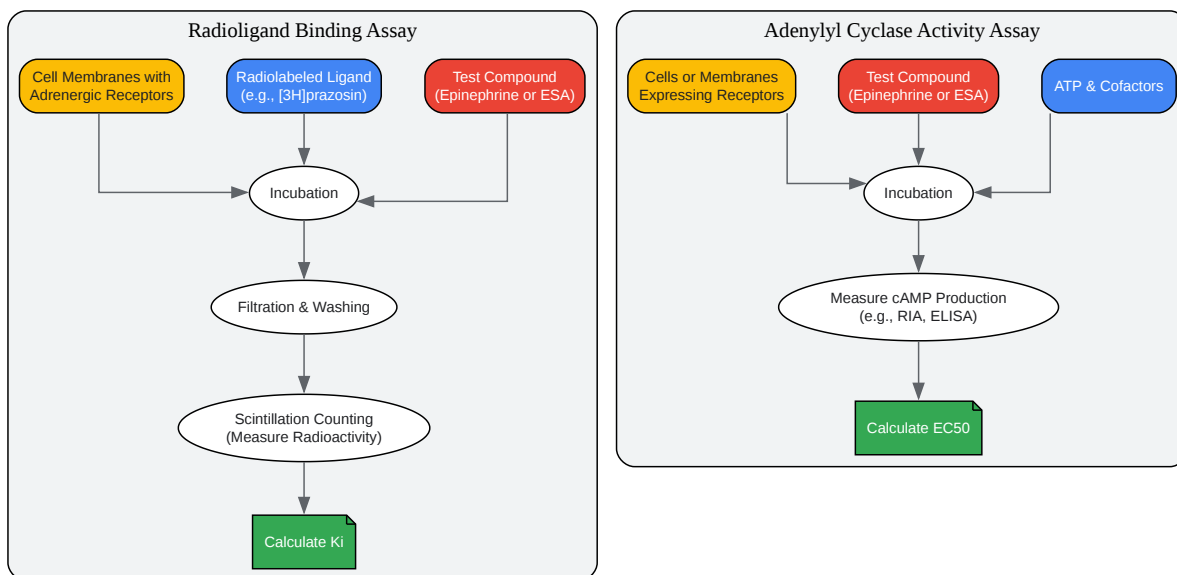 Radioligand Binding Assay
Cell Membranes with
Adrenergic Receptors
Radiolabeled Ligand
(e.g., [3H]prazosin)
Test Compound
(Epinephrine or ESA)
Incubation
Filtration & Washing
Scintillation Counting
(Measure Radioactivity)
Calculate Ki
Adenylyl Cyclase Activity Assay
Cells or Membranes
Expressing Receptors
Test Compound
(Epinephrine or ESA)
ATP & Cofactors
Incubation
Measure cAMP Production
(e.g., RIA, ELISA)
Calculate EC50